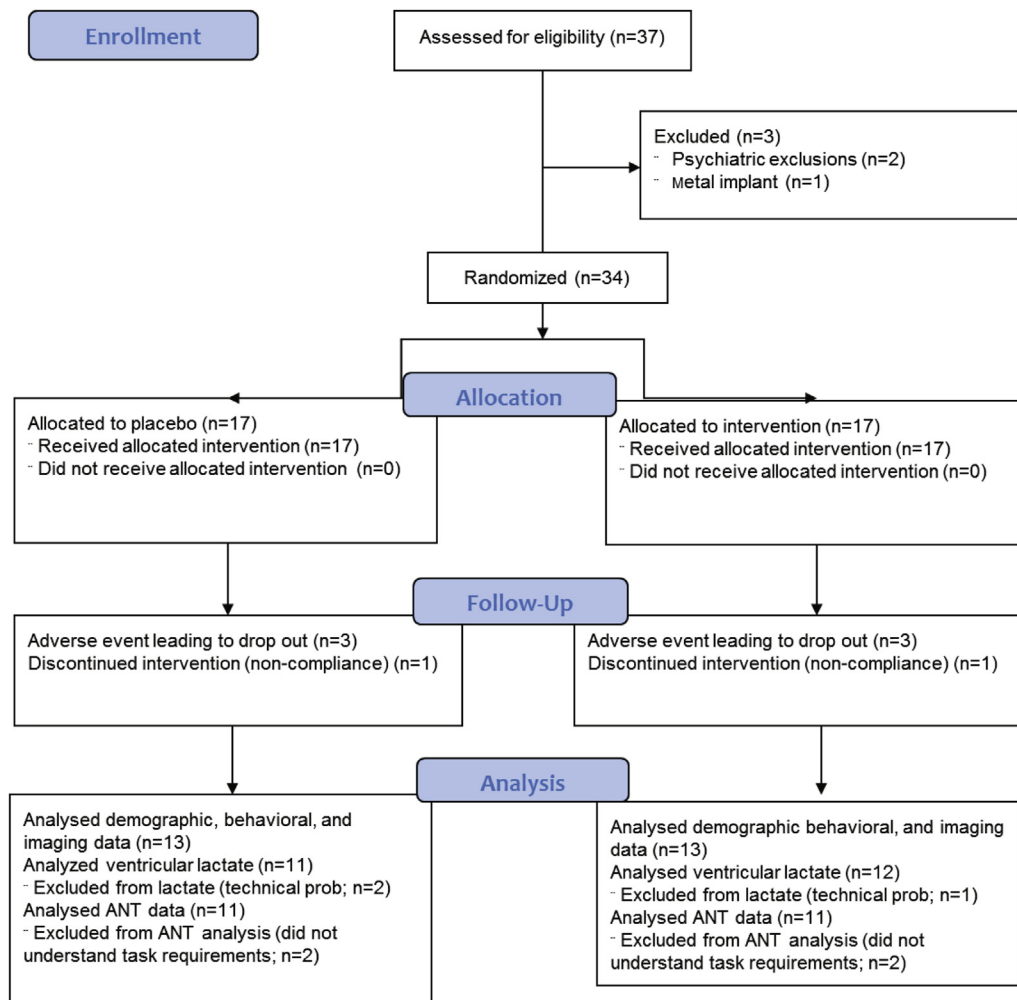 Enrollment
Assessed for eligibility (n=37)
Excluded (n=3)
¨ Psychiatric exclusions (n=2)
¨ Metal implant (n=1)
Randomized (n=34)
Allocation
Allocated to placebo (n=17)
¨ Received allocated intervention (n=17)
¨ Did not receive allocated intervention (n=0)
Allocated to intervention (n=17)
¨ Received allocated intervention (n=17)
¨ Did not receive allocated intervention (n=0)
Follow-Up
Adverse event leading to drop out (n=3)
Discontinued intervention (non-compliance) (n=1)
Adverse event leading to drop out (n=3)
Discontinued intervention (non-compliance) (n=1)
Analysis
Analysed demographic, behavioral, and
imaging data (n=13)
Analyzed ventricular lactate (n=11)
¨ Excluded from lactate (technical prob; n=2)
Analysed ANT data (n=11)
¨ Excluded from ANT analysis (did not
understand task requirements; n=2)
Analysed demographic behavioral, and imaging
data (n=13)
Analysed ventricular lactate (n=12)
¨ Excluded from lactate (technical prob; n=1)
Analysed ANT data (n=11)
¨ Excluded from ANT analysis (did not
understand task requirements; n=2)